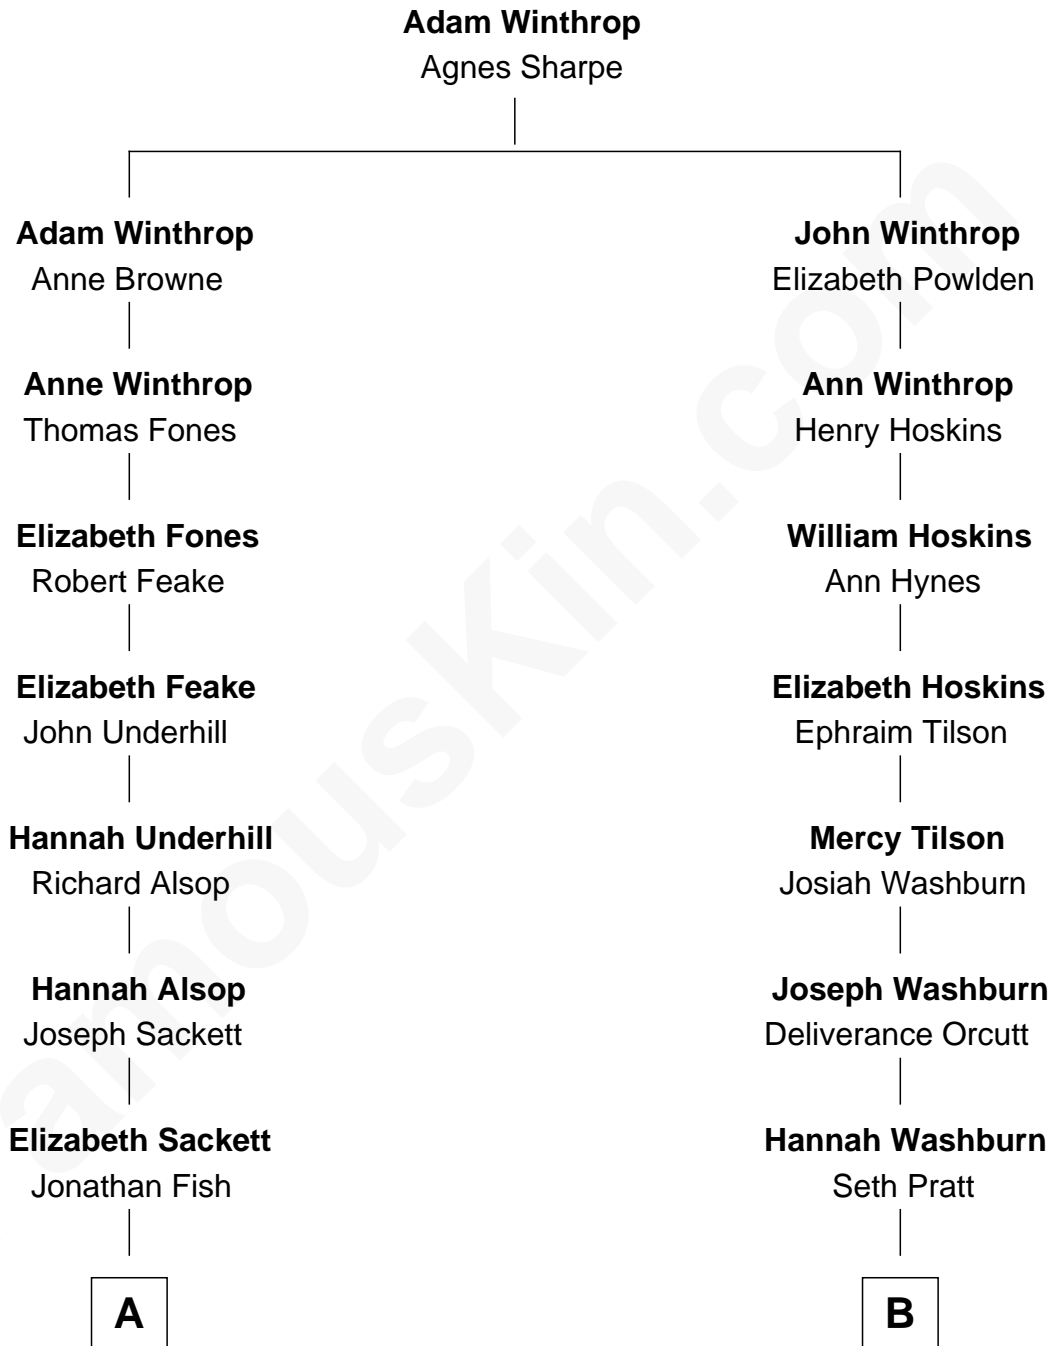 Adam Winthrop
Agnes Sharpe
Adam Winthrop
Anne Browne
John Winthrop
Elizabeth Powlden
Anne Winthrop
Thomas Fones
Ann Winthrop
Henry Hoskins
Elizabeth Fones
Robert Feake
William Hoskins
Ann Hynes
Elizabeth Feake
John Underhill
Elizabeth Hoskins
Ephraim Tilson
Hannah Underhill
Richard Alsop
Mercy Tilson
Josiah Washburn
Hannah Alsop
Joseph Sackett
Joseph Washburn
Deliverance Orcutt
Elizabeth Sackett
Jonathan Fish
Hannah Washburn
Seth Pratt
A
B
amousKin.com